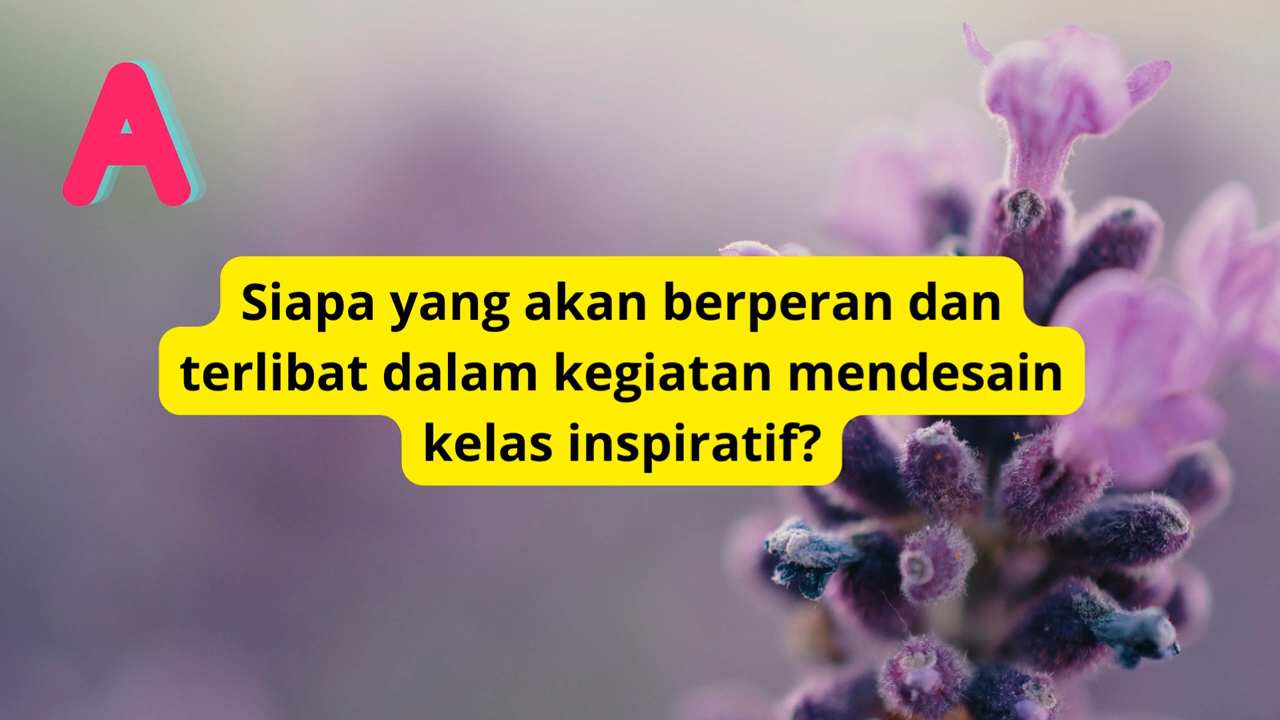 A
Siapa yang akan berperan dan
terlibat dalam kegiatan mendesain
kelas inspiratif?